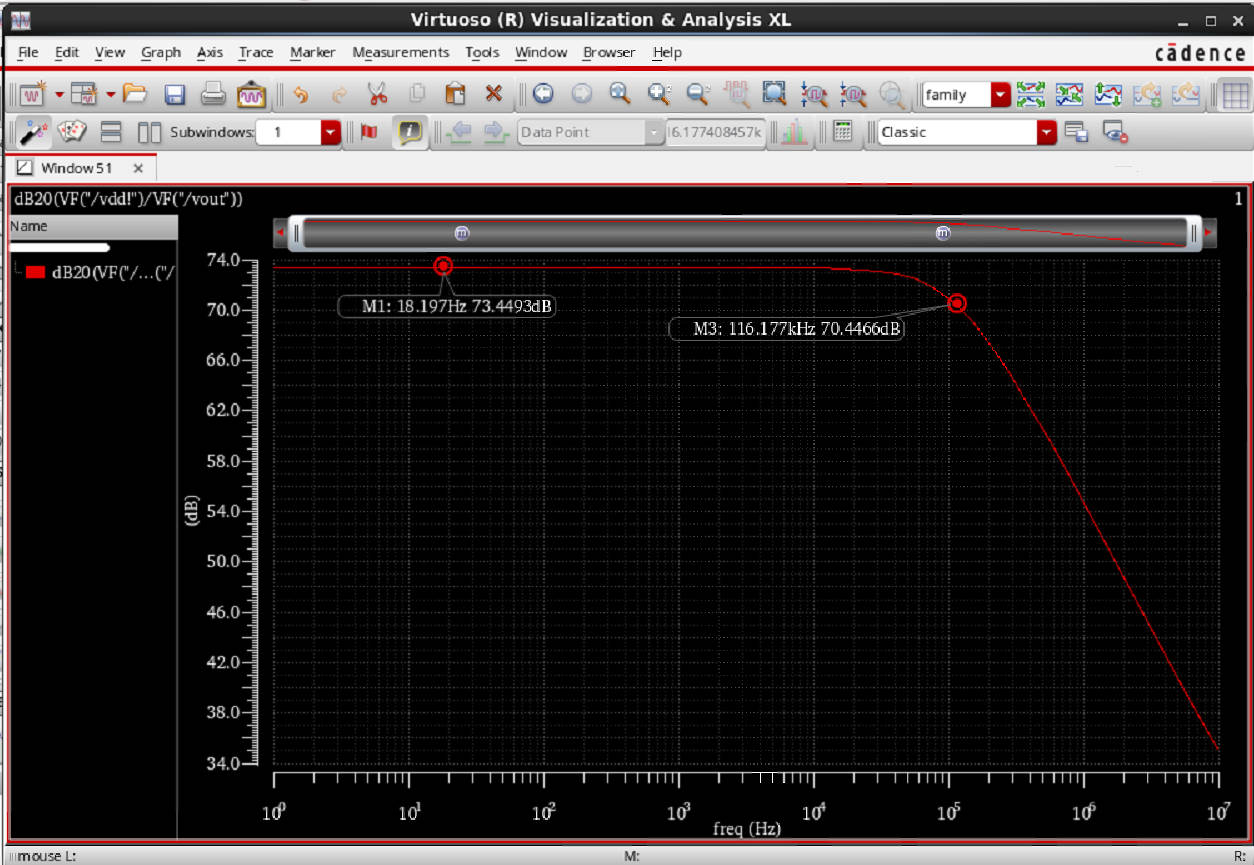 Virtuoso (R) Visualization & Analysis XL
File Edit View Graph Axis Trace Marker Measurements Tools Window Browser Help cādence
family
Subwindows: 1 Data Point 16.177408457k Classic
Window 51
dB20(VF("/vdd!")/VF("/vout")) 1
Name
dB20(VF("/...("/
74.0
70.0
66.0
62.0
58.0
54.0
50.0
46.0
42.0
38.0
34.0
(dB)
M1: 18.197Hz 73.4493dB
M3: 116.177kHz 70.4466dB
10⁰ 10¹ 10² 10³ 10⁴ 10⁵ 10⁶ 10⁷
freq (Hz)
mouse L: M: R: